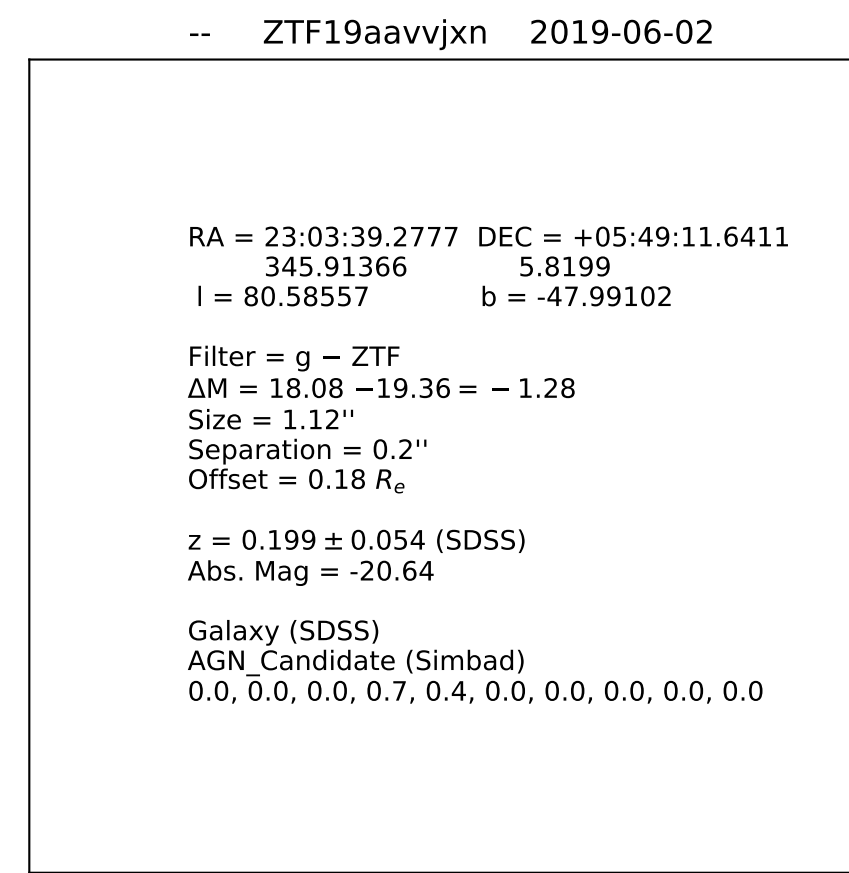 -- ZTF19aavvjxn 2019-06-02
RA = 23:03:39.2777 DEC = +05:49:11.6411
345.91366 5.8199
l = 80.58557 b = -47.99102
Filter = g − ZTF
ΔM = 18.08 −19.36 = − 1.28
Size = 1.12''
Separation = 0.2''
Offset = 0.18 Rₑ
z = 0.199 ± 0.054 (SDSS)
Abs. Mag = -20.64
Galaxy (SDSS)
AGN_Candidate (Simbad)
0.0, 0.0, 0.0, 0.7, 0.4, 0.0, 0.0, 0.0, 0.0, 0.0